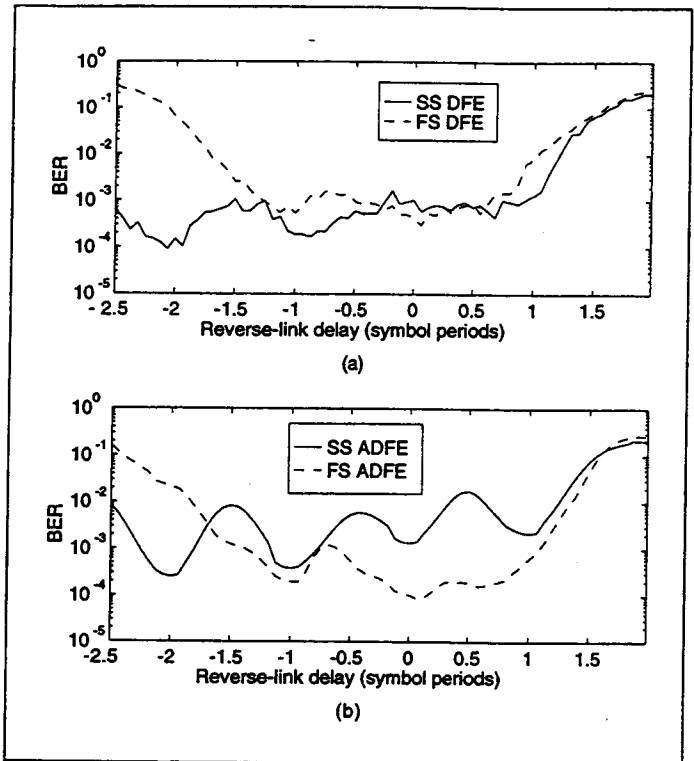 10^0
10^-1
10^-2
10^-3
10^-4
10^-5
BER
SS DFE
FS DFE
-2.5 -2 -1.5 -1 -0.5 0 0.5 1 1.5
Reverse-link delay (symbol periods)
(a)
10^0
10^-1
10^-2
10^-3
10^-4
10^-5
BER
SS ADFE
FS ADFE
-2.5 -2 -1.5 -1 -0.5 0 0.5 1 1.5
Reverse-link delay (symbol periods)
(b)